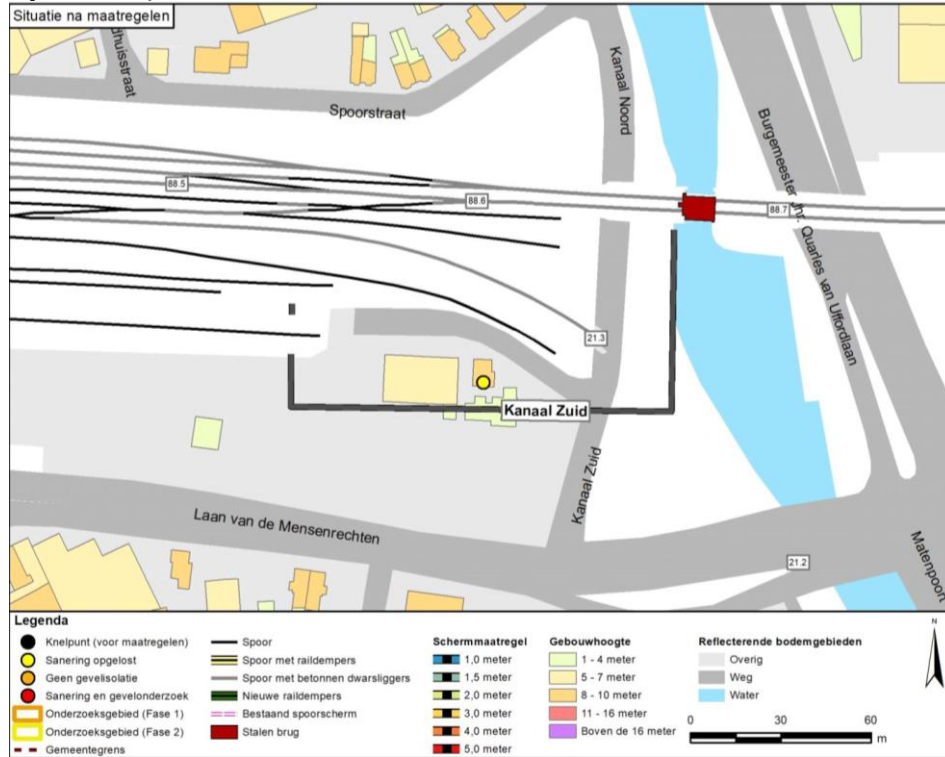 Situatie na maatregelen
dhuisstraat
Spoorstraat
Kanaal Noord
Burgemeester Jhr. Quarles van Uffordlaan
88.5
88.6
88.7
21.3
Kanaal Zuid
Kanaal Zuid
Laan van de Mensenrechten
21.2
Matenpoort
Legenda
Knelpunt (voor maatregelen)
Sanering opgelost
Geen gevelisolatie
Sanering en gevelonderzoek
Onderzoeksgebied (Fase 1)
Onderzoeksgebied (Fase 2)
Gemeentegrens
Spoor
Spoor met raildempers
Spoor met betonnen dwarsliggers
Nieuwe raildempers
Bestaand spoorscherm
Stalen brug
Schermmaatregel
1,0 meter
1,5 meter
2,0 meter
3,0 meter
4,0 meter
5,0 meter
Gebouwhoogte
1 - 4 meter
5 - 7 meter
8 - 10 meter
11 - 16 meter
Boven de 16 meter
Reflecterende bodemgebieden
Overig
Weg
Water
N
0 30 60
m